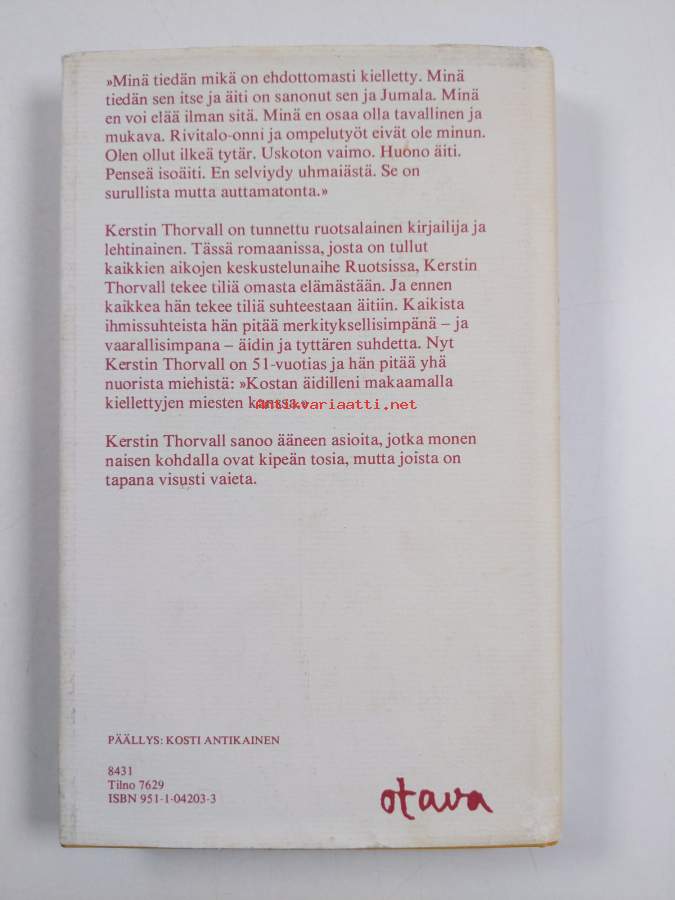 »Minä tiedän mikä on ehdottomasti kielletty. Minä
tiedän sen itse ja äiti on sanonut sen ja Jumala. Minä
en voi elää ilman sitä. Minä en osaa olla tavallinen ja
mukava. Rivitalo-onni ja ompelutyöt eivät ole minun.
Olen ollut ilkeä tytär. Uskoton vaimo. Huono äiti.
Penseä isoäiti. En selviydy uhmaiästä. Se on
surullista mutta auttamatonta.»
Kerstin Thorvall on tunnettu ruotsalainen kirjailija ja
lehtinainen. Tässä romaanissa, josta on tullut
kaikkien aikojen keskustelunaihe Ruotsissa, Kerstin
Thorvall tekee tiliä omasta elämästään. Ja ennen
kaikkea hän tekee tiliä suhteestaan äitiin. Kaikista
ihmissuhteista hän pitää merkityksellisimpänä – ja
vaarallisimpana – äidin ja tyttären suhdetta. Nyt
Kerstin Thorvall on 51-vuotias ja hän pitää yhä
nuorista miehistä: »Kostan äidilleni makaamalla
kiellettyjen miesten kanssa.»
antikvariaatti.net
Kerstin Thorvall sanoo ääneen asioita, jotka monen
naisen kohdalla ovat kipeän tosia, mutta joista on
tapana visusti vaieta.
PÄÄLLYS: KOSTI ANTIKAINEN
8431
Tilno 7629
ISBN 951-1-04203-3
otava